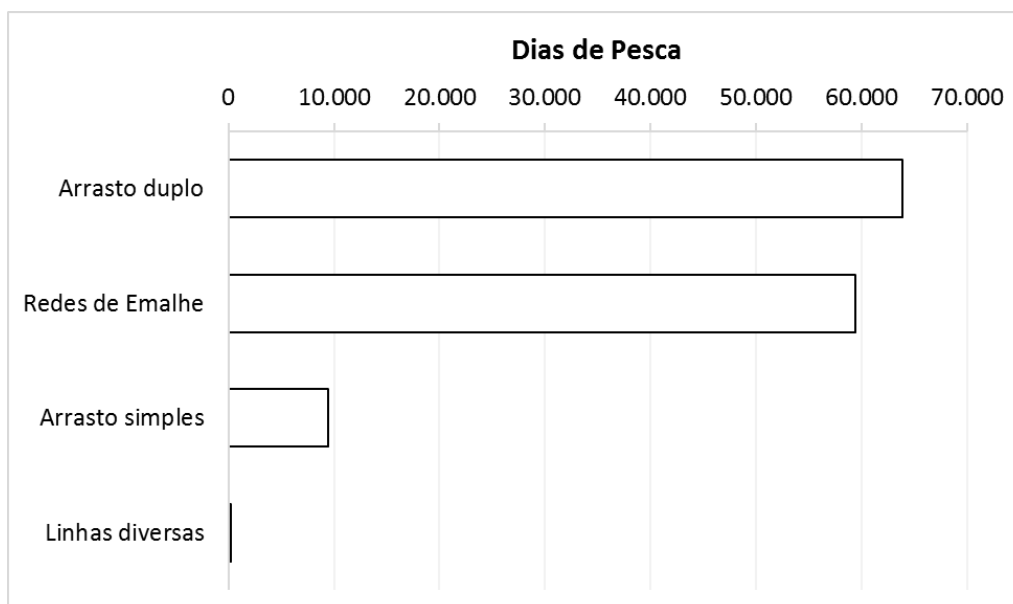 Dias de Pesca
0 10.000 20.000 30.000 40.000 50.000 60.000 70.000
Arrasto duplo
Redes de Emalhe
Arrasto simples
Linhas diversas